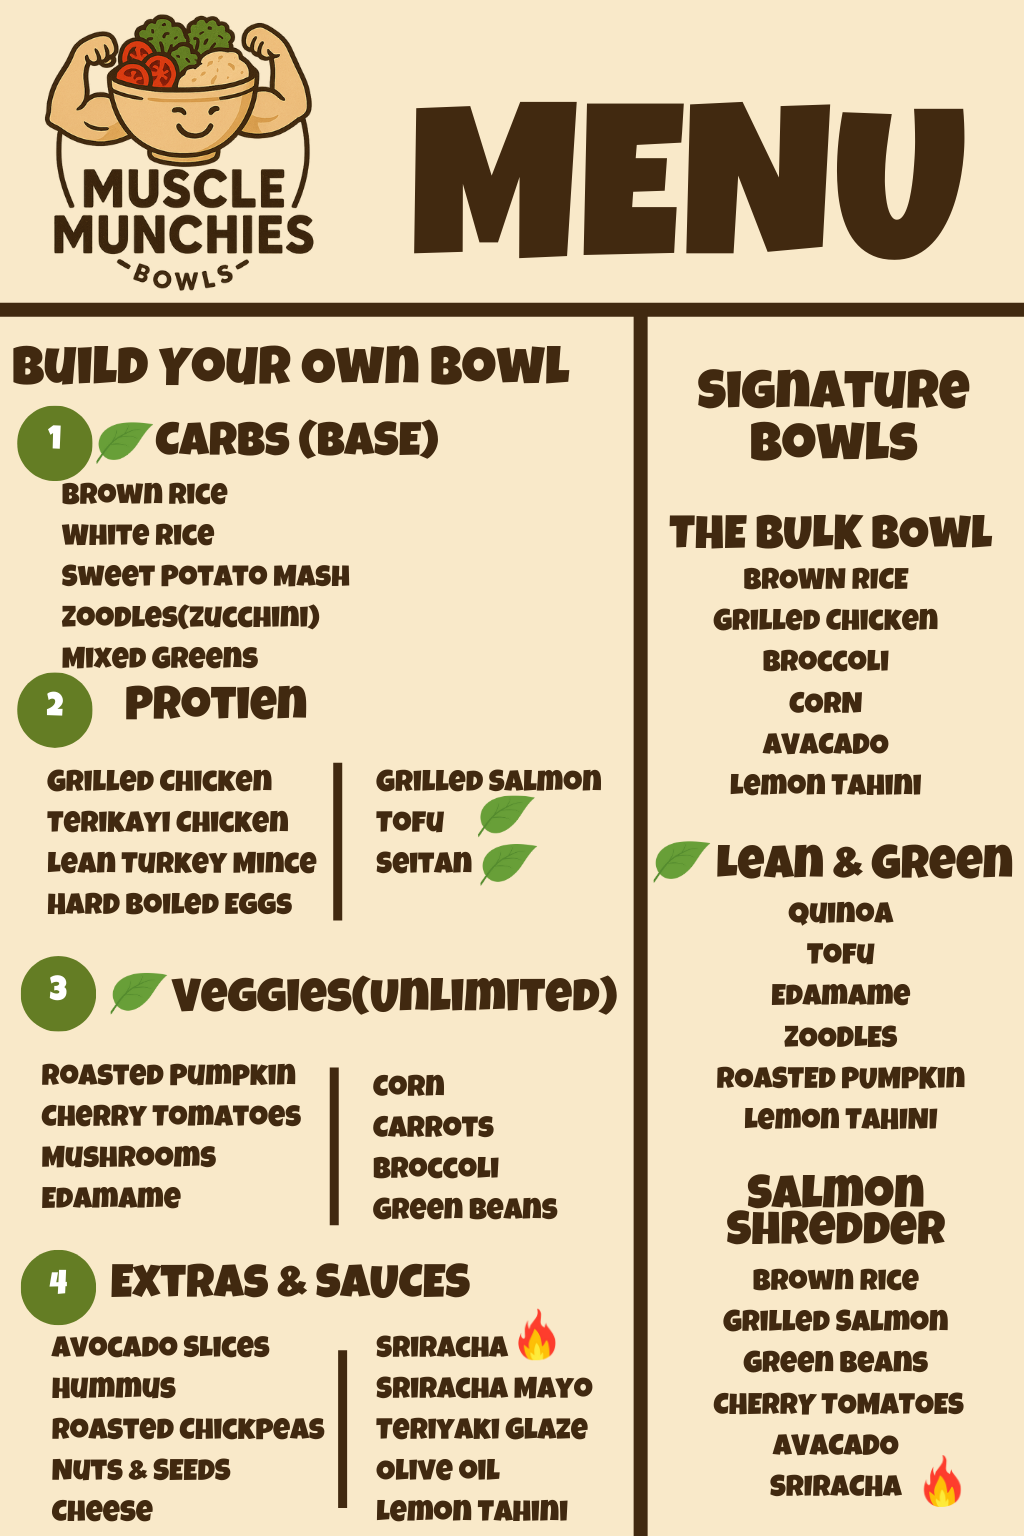 MUSCLE
MUNCHIES
BOWLS
MENU
BUILD YOUR OWN BOWL
1 CARBS (BASE)
BROWN RICE
WHITE RICE
SWEET POTATO MASH
ZOODLES(ZUCCHINI)
MIXED GREENS
2 PROTIEN
GRILLED CHICKEN
TERIKAYI CHICKEN
LEAN TURKEY MINCE
HARD BOILED EGGS
GRILLED SALMON
TOFU
SEITAN
3 VEGGIES(UNLIMITED)
ROASTED PUMPKIN
CHERRY TOMATOES
MUSHROOMS
EDAMAME
CORN
CARROTS
BROCCOLI
GREEN BEANS
4 EXTRAS & SAUCES
AVOCADO SLICES
HUMMUS
ROASTED CHICKPEAS
NUTS & SEEDS
CHEESE
SRIRACHA
SRIRACHA MAYO
TERIYAKI GLAZE
OLIVE OIL
LEMON TAHINI
SIGNATURE
BOWLS
THE BULK BOWL
BROWN RICE
GRILLED CHICKEN
BROCCOLI
CORN
AVACADO
LEMON TAHINI
LEAN & GREEN
QUINOA
TOFU
EDAMAME
ZOODLES
ROASTED PUMPKIN
LEMON TAHINI
SALMON
SHREDDER
BROWN RICE
GRILLED SALMON
GREEN BEANS
CHERRY TOMATOES
AVACADO
SRIRACHA